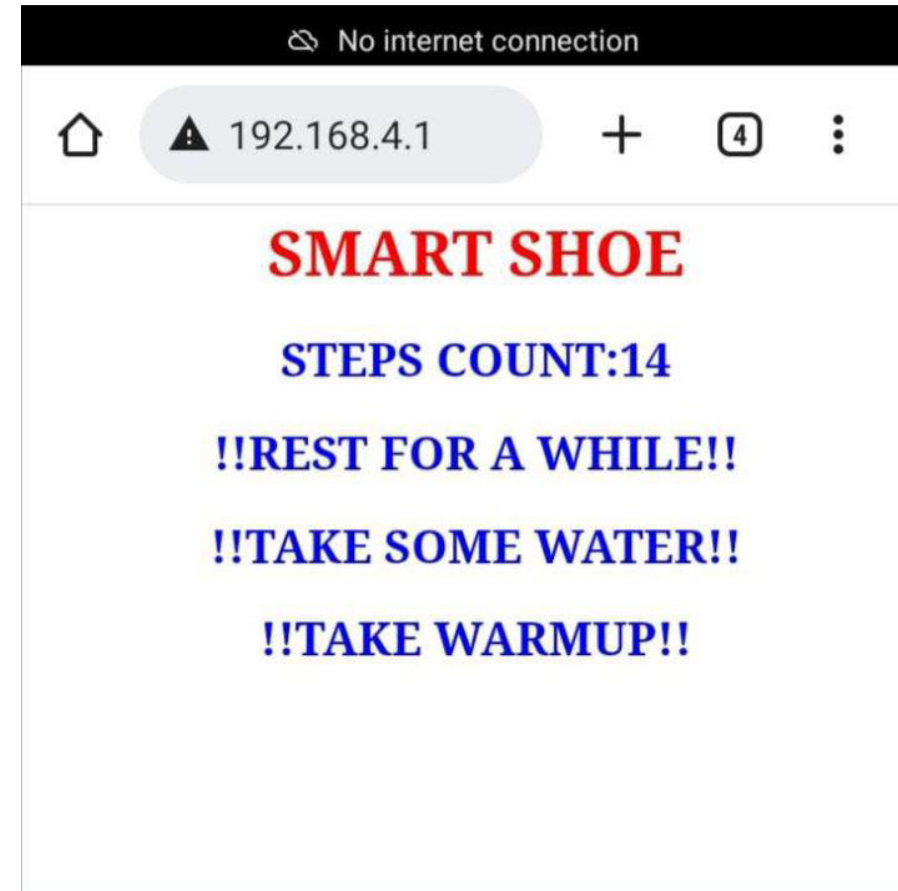 No internet connection
192.168.4.1
4
SMART SHOE
STEPS COUNT:14
!!REST FOR A WHILE!!
!!TAKE SOME WATER!!
!!TAKE WARMUP!!